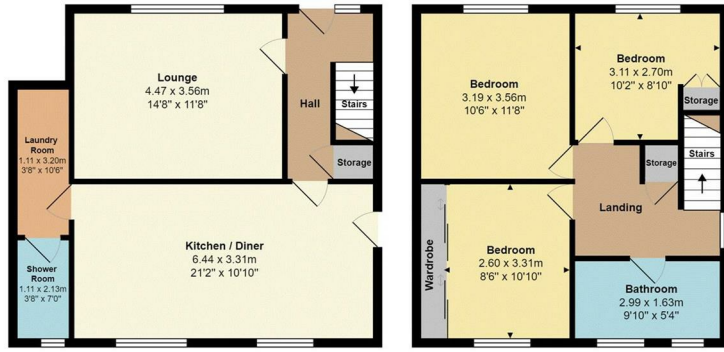 Lounge
4.47 x 3.56m
14'8" x 11'8"
Hall
Stairs
Storage
Laundry
Room
1.11 x 3.20m
3'8" x 10'6"
Kitchen / Diner
6.44 x 3.31m
21'2" x 10'10"
Shower
Room
1.11 x 2.13m
3'8" x 7'0"
Bedroom
3.19 x 3.56m
10'6" x 11'8"
Bedroom
3.11 x 2.70m
10'2" x 8'10"
Storage
Stairs
Storage
Landing
Wardrobe
Bedroom
2.60 x 3.31m
8'6" x 10'10"
Bathroom
2.99 x 1.63m
9'10" x 5'4"